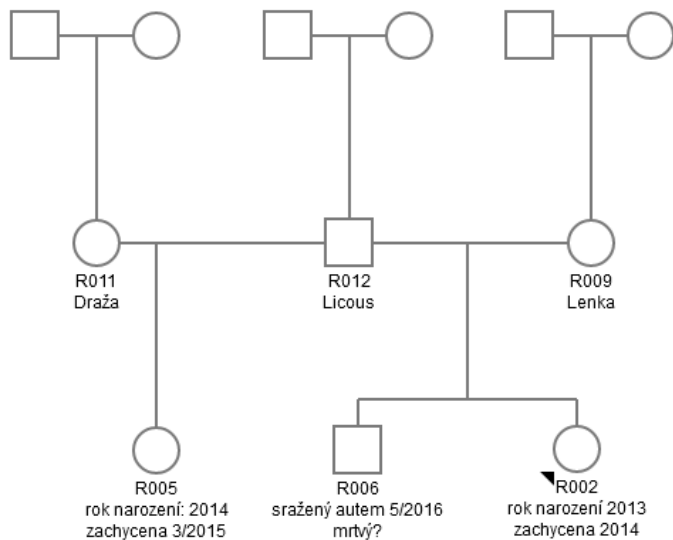 R011
Draža
R012
Licous
R009
Lenka
R005
rok narození: 2014
zachycena 3/2015
R006
sražený autem 5/2016
mrtvý?
R002
rok narození 2013
zachycena 2014